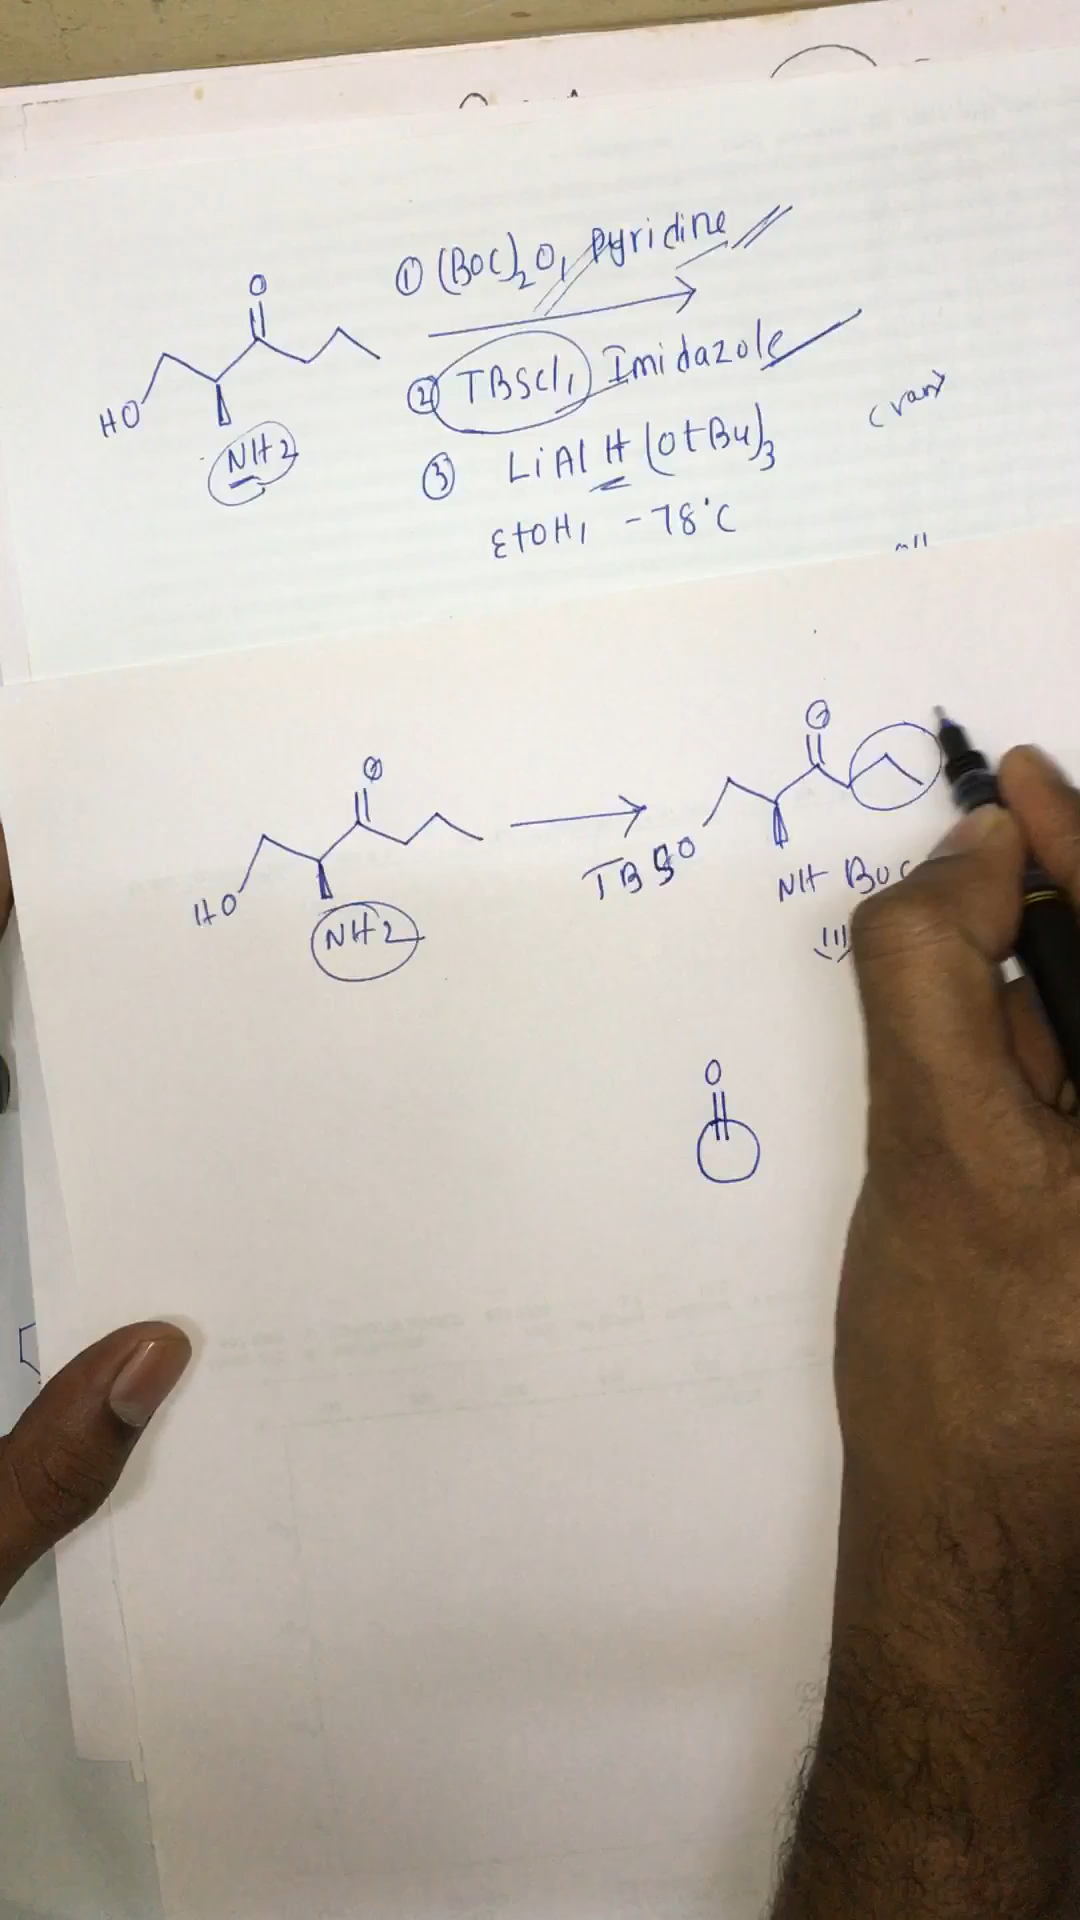 ① (Boc)₂O, Pyridine
O
② TBSCl, Imidazole
HO
NH2
③ LiAlH(OtBu)₃
EtOH, -78°C
O
O
HO
NH2
TBSO
NH Boc
O